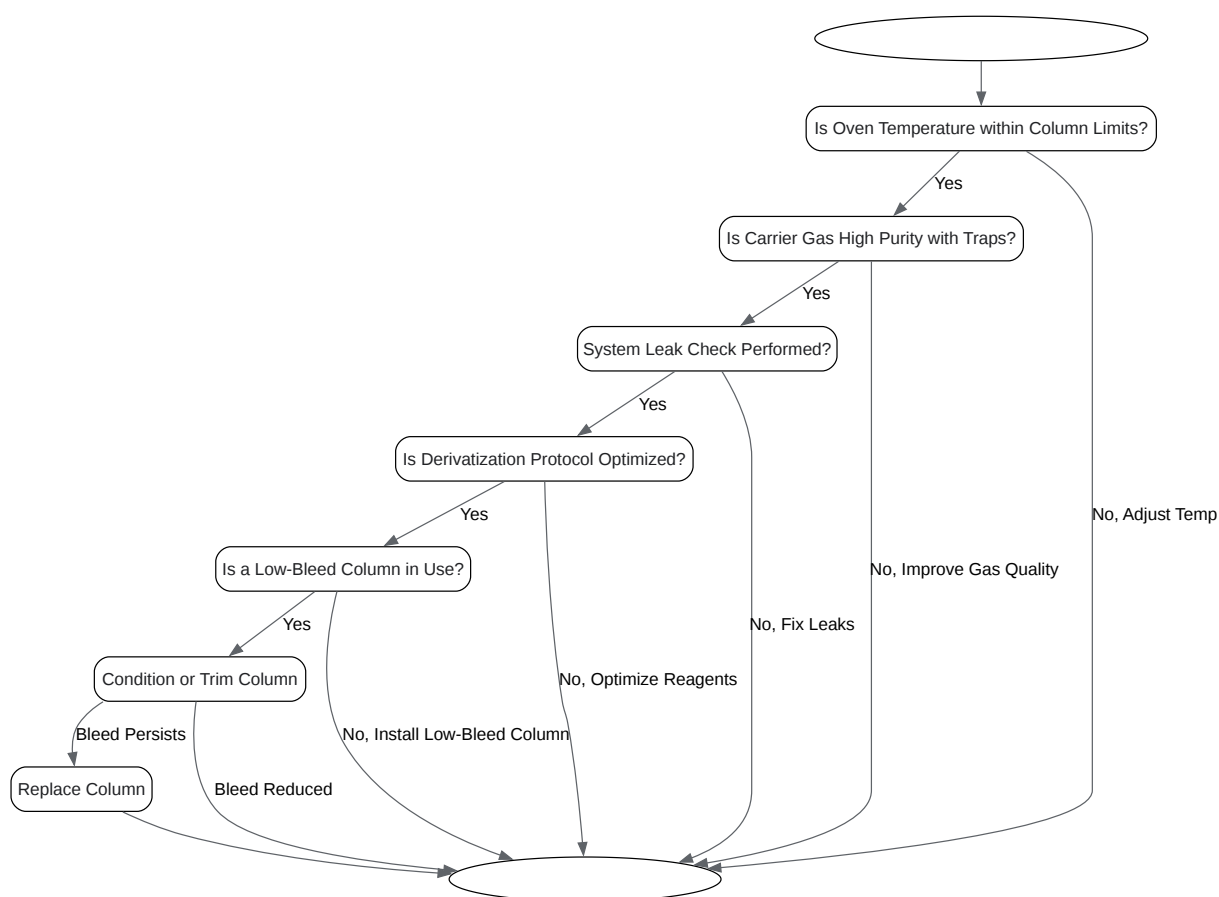 Is Oven Temperature within Column Limits?
Yes
Is Carrier Gas High Purity with Traps?
Yes
System Leak Check Performed?
Yes
Is Derivatization Protocol Optimized?
Yes
No, Adjust Temp
Is a Low-Bleed Column in Use?
No, Improve Gas Quality
Yes
No, Fix Leaks
Condition or Trim Column
No, Optimize Reagents
Bleed Persists
No, Install Low-Bleed Column
Replace Column
Bleed Reduced